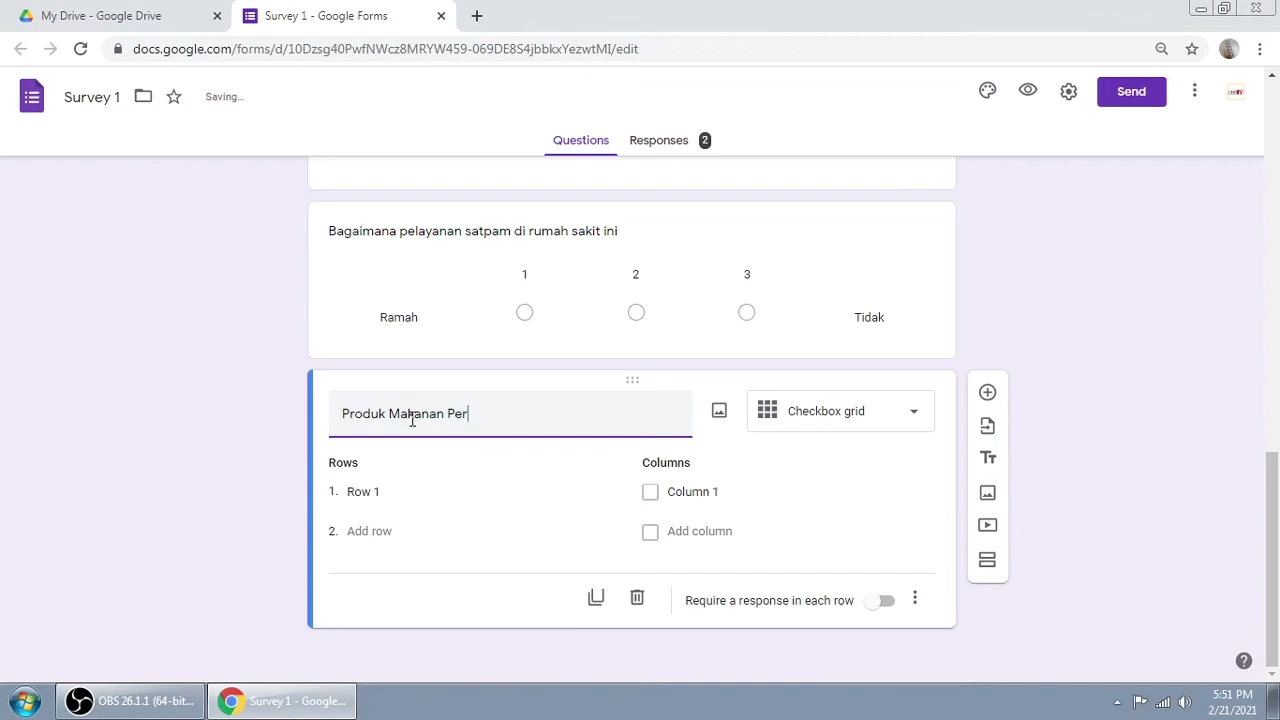 My Drive - Google Drive
Survey 1 - Google Forms
docs.google.com/forms/d/10Dzsg40PwfNWcz8MRYW459-069DE8S4jbbkxYezwtMI/edit
Survey 1
Saving...
Send
Questions
Responses
2
Bagaimana pelayanan satpam di rumah sakit ini
1
2
3
Ramah
Tidak
Produk Makanan Per
Checkbox grid
Rows
Columns
1. Row 1
Column 1
2. Add row
Add column
Require a response in each row
OBS 26.1.1 (64-bit...
Survey 1 - Google...
5:51 PM
2/21/2021